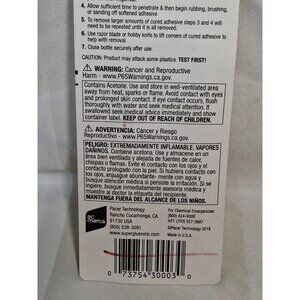 4. Allow sufficient time to penetrate & then begin rubbing, brushing,
or sanding off softened adhesive
5. To remove larger amounts of cured adhesive steps 3 and 4 will
need to be repeated until it is all removed.
6. Use razor blade or hobby knife to lift corners of cured adhesive to
help with removal.
7. Close bottle securely after use.
CAUTION: Product may attack some plastics. TEST FIRST!
⚠ WARNING: Cancer and Reproductive
Harm - www.P65Warnings.ca.gov.
Contains Acetone. Use and store in well-ventilated
area away from heat, sparks or flame. Avoid contact with eyes
and prolonged skin contact. If eye contact occurs, flush
thoroughly with water and seek medical attention. If
swallowed seek medical advice immediately and show
container label. KEEP OUT OF REACH OF CHILDREN.
⚠ ADVERTENCIA: Cáncer y Riesgo
Reproductivo - www.P65Warnings.ca.gov.
PELIGRO: EXTREMADAMENTE INFLAMABLE. VAPORES
DANINOS. Contiene acetona. Use y almacene en un
área bien ventilada y alejada de fuentes de calor,
chispas o flamas. Evite el contacto con los ojos y el
contacto prolongado con la piel. Si hubiera contacto
con los ojos, enjuague abundante- mente con agua y
busque atención médica. Si se ingiere,
busque inmediatamente asesoría médica y
muestre la etiqueta del producto.
MANTENGA FUERA DEL ALCANCE DE LOS NIÑOS.
ac
marca
Pacer Technology
Rancho Cucamonga, CA
91730 USA
(800) 538-3091
www.supergluecorp.com
For Chemical Emergencies:
(800) 424-9300
Int'l (703) 527-3887
©Pacer Technology 2018
Made in U.S.A.
0 73754 30003 0